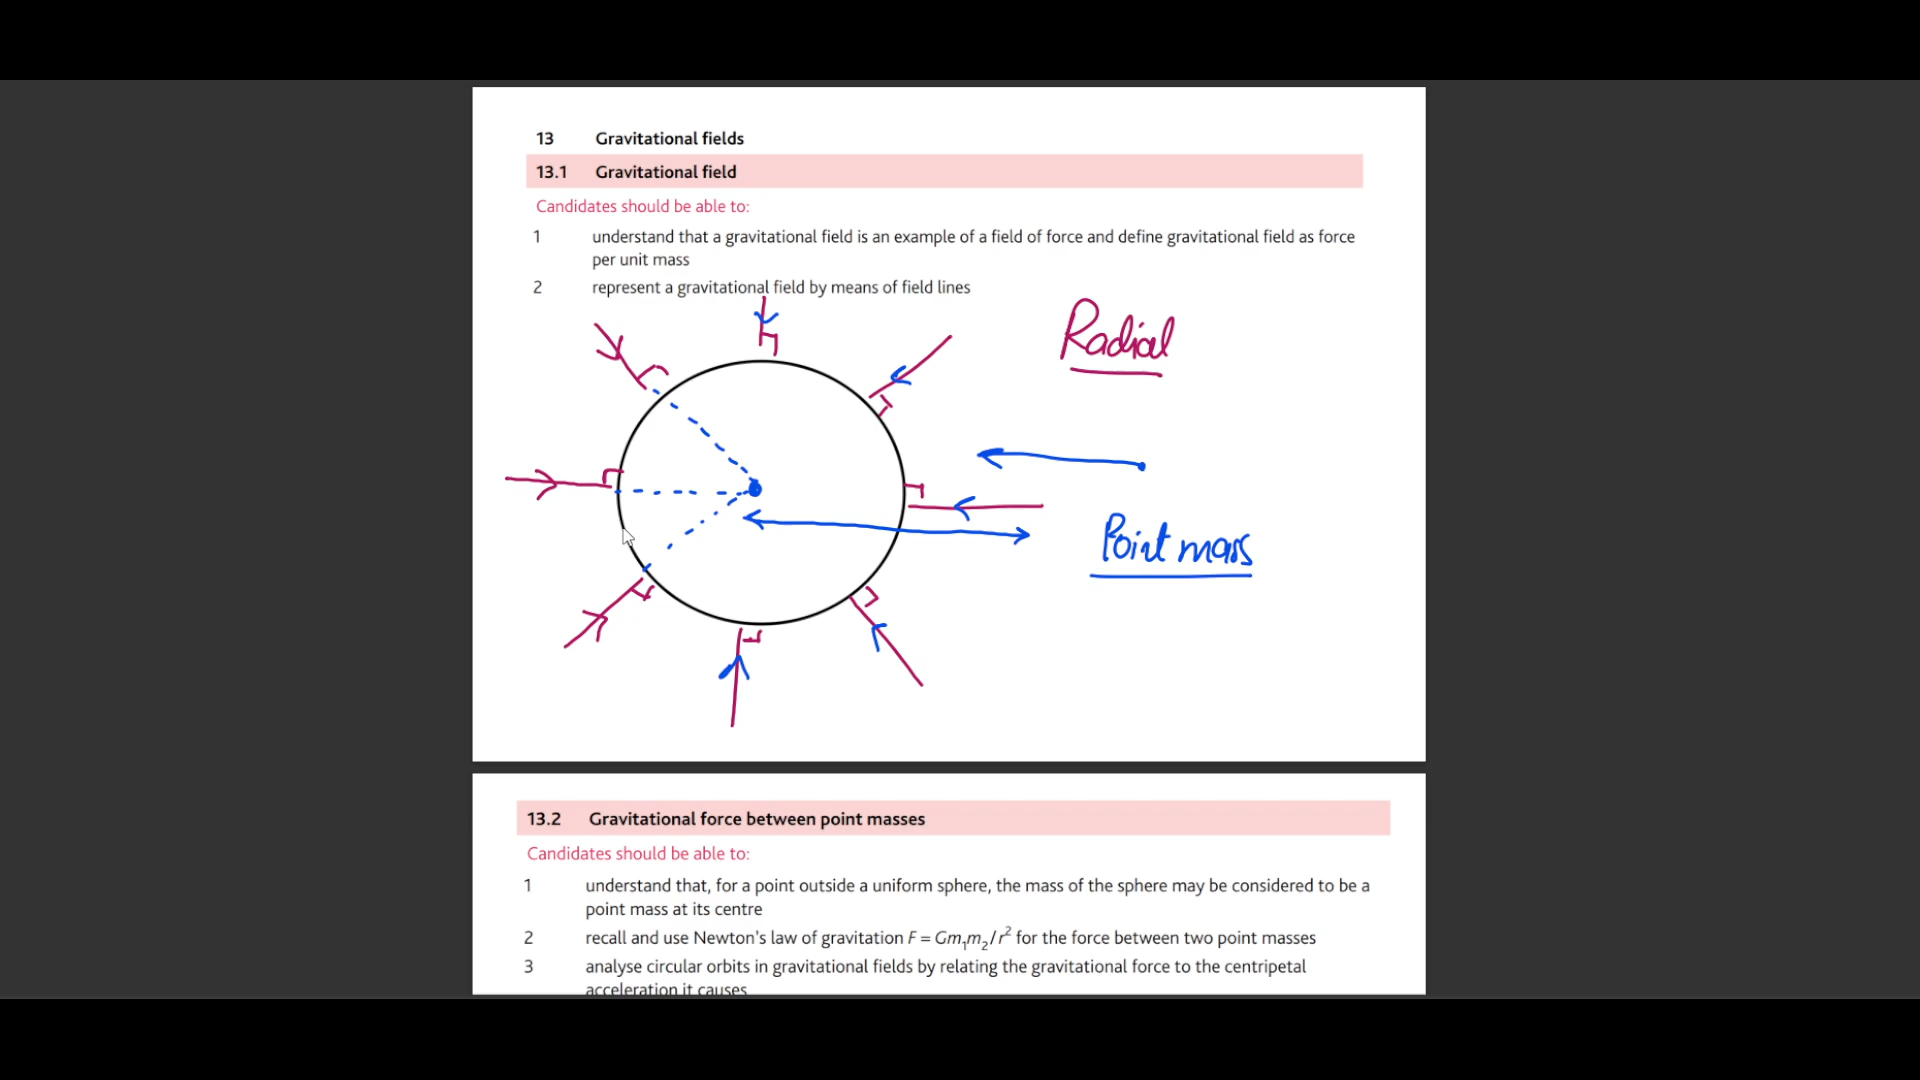 13 Gravitational fields
13.1 Gravitational field
Candidates should be able to:
1 understand that a gravitational field is an example of a field of force and define gravitational field as force
per unit mass
2 represent a gravitational field by means of field lines
Radial
Point mass
13.2 Gravitational force between point masses
Candidates should be able to:
1 understand that, for a point outside a uniform sphere, the mass of the sphere may be considered to be a
point mass at its centre
2 recall and use Newton's law of gravitation F = Gm₁m₂/r² for the force between two point masses
3 analyse circular orbits in gravitational fields by relating the gravitational force to the centripetal
acceleration it causes